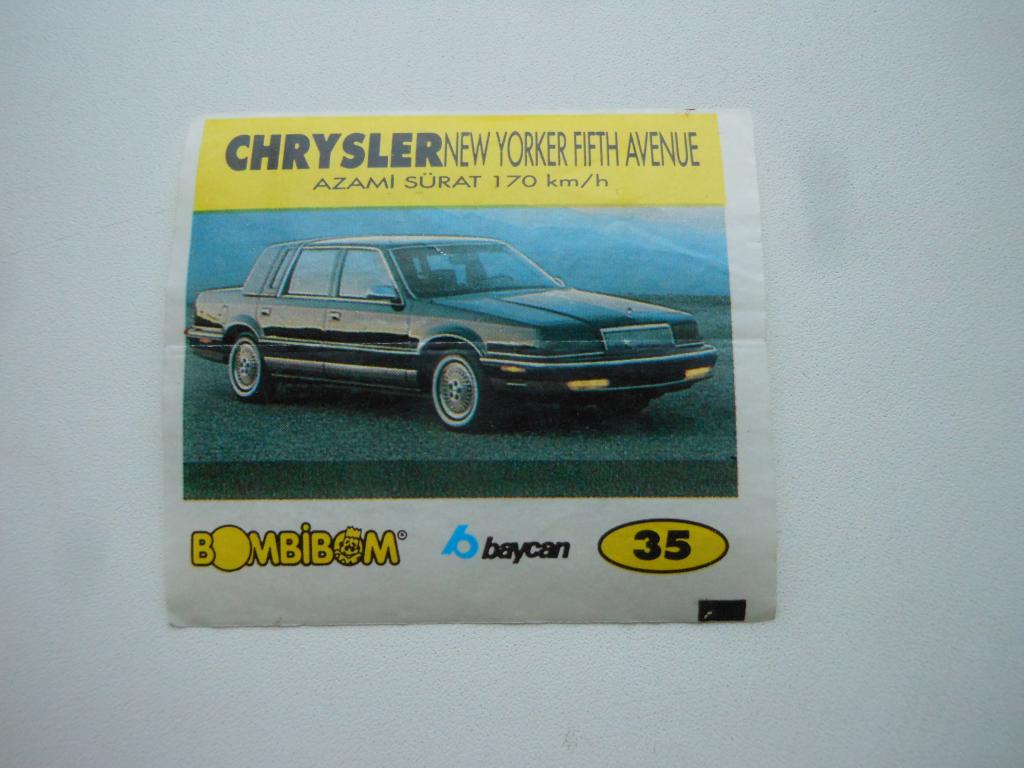 CHRYSLER NEW YORKER FIFTH AVENUE
AZAMİ SÜRAT 170 km/h
BOMBİBOM©
baycan
35